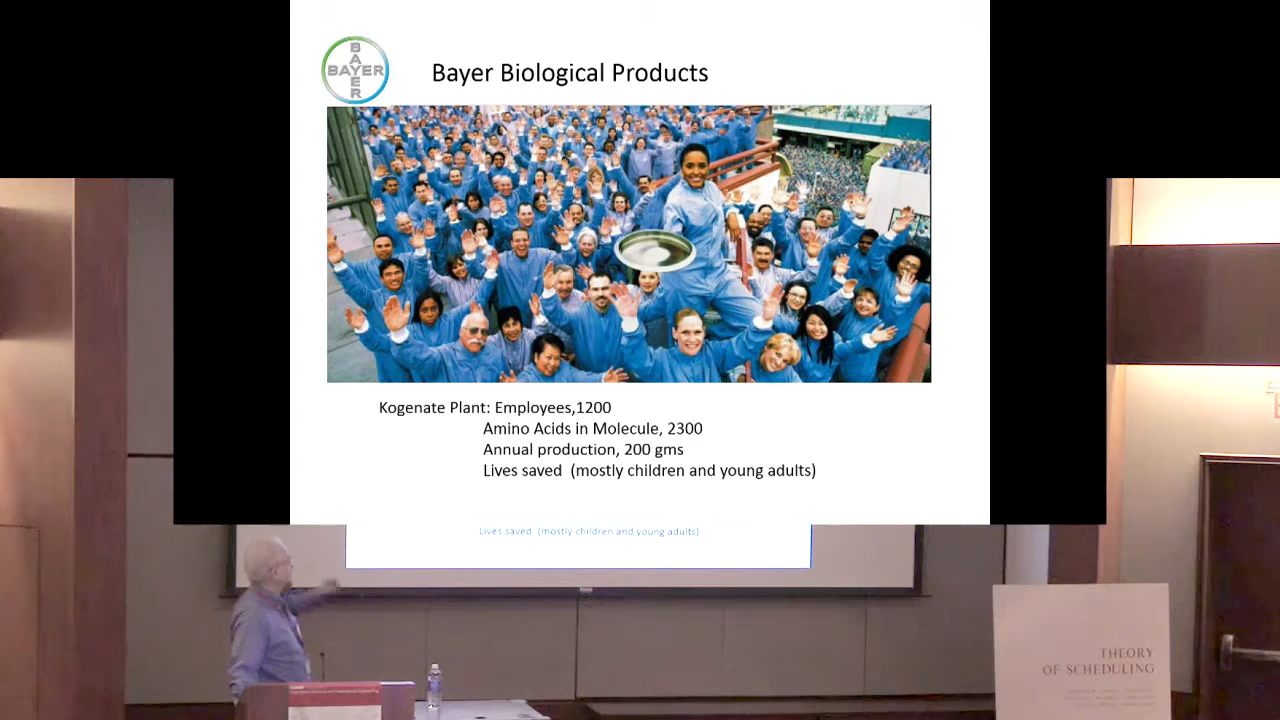 BAYER
BAYER
Bayer Biological Products
Kogenate Plant: Employees,1200
Amino Acids in Molecule, 2300
Annual production, 200 gms
Lives saved (mostly children and young adults)
Lives saved (mostly children and young adults)
THEORY
OF SCHEDULING